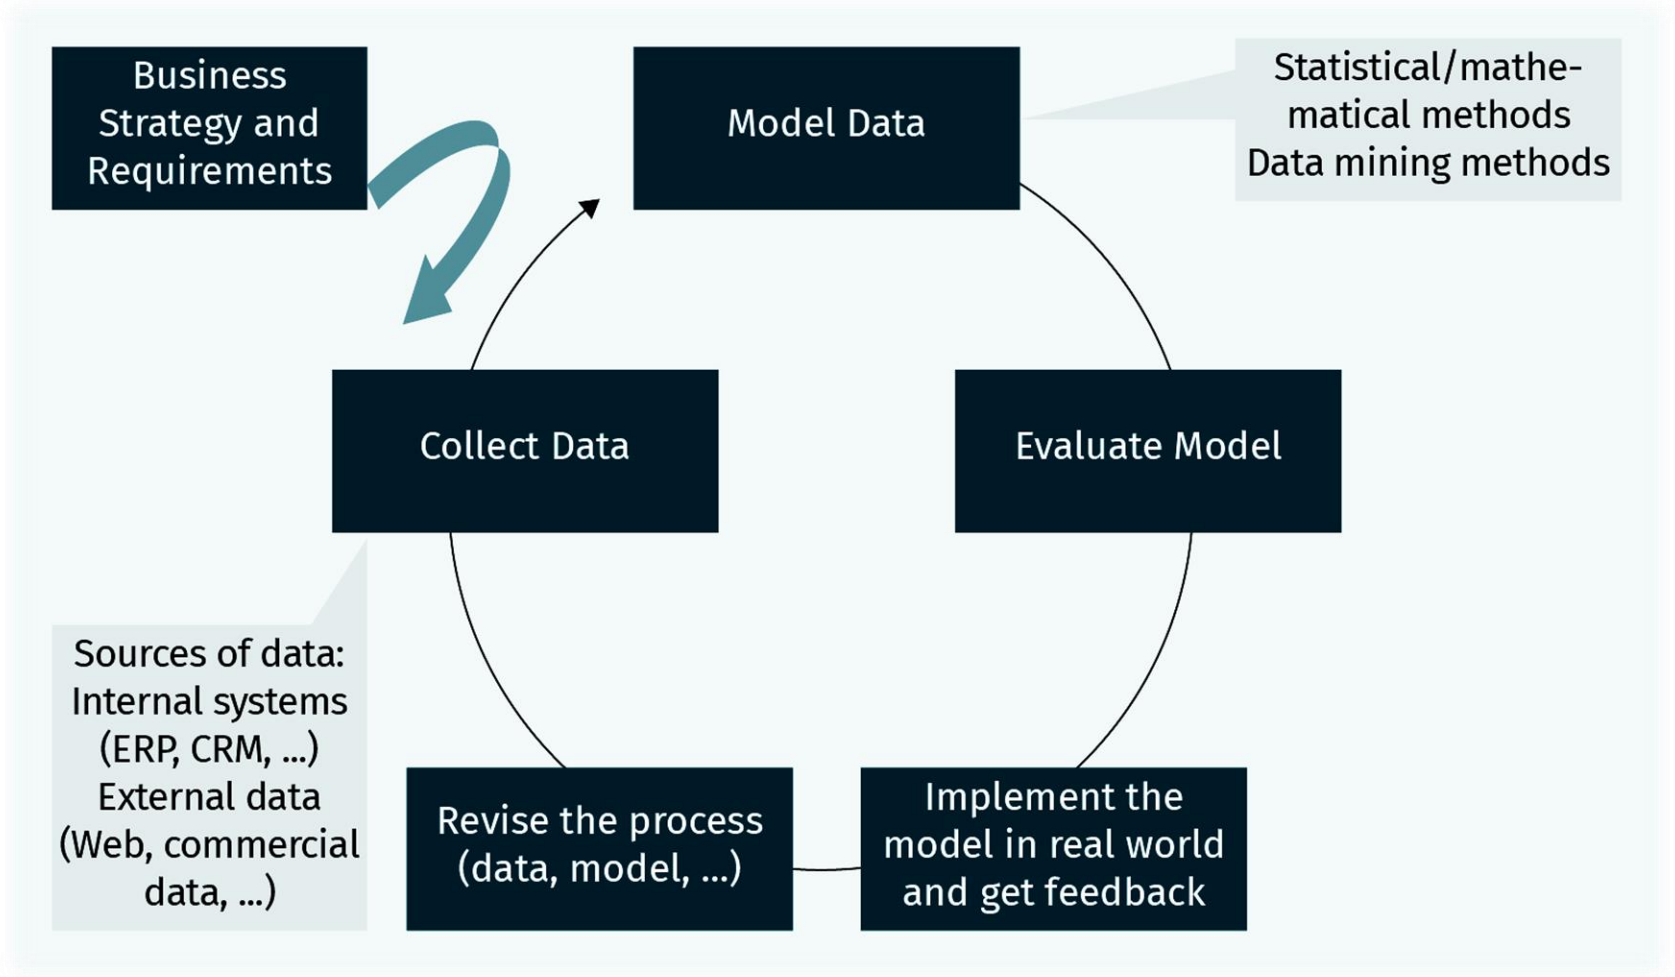 Business
Strategy and
Requirements
Model Data
Statistical/mathe-
matical methods
Data mining methods
Collect Data
Evaluate Model
Sources of data:
Internal systems
(ERP, CRM, ...)
External data
(Web, commercial
data, ...)
Revise the process
(data, model, ...)
Implement the
model in real world
and get feedback